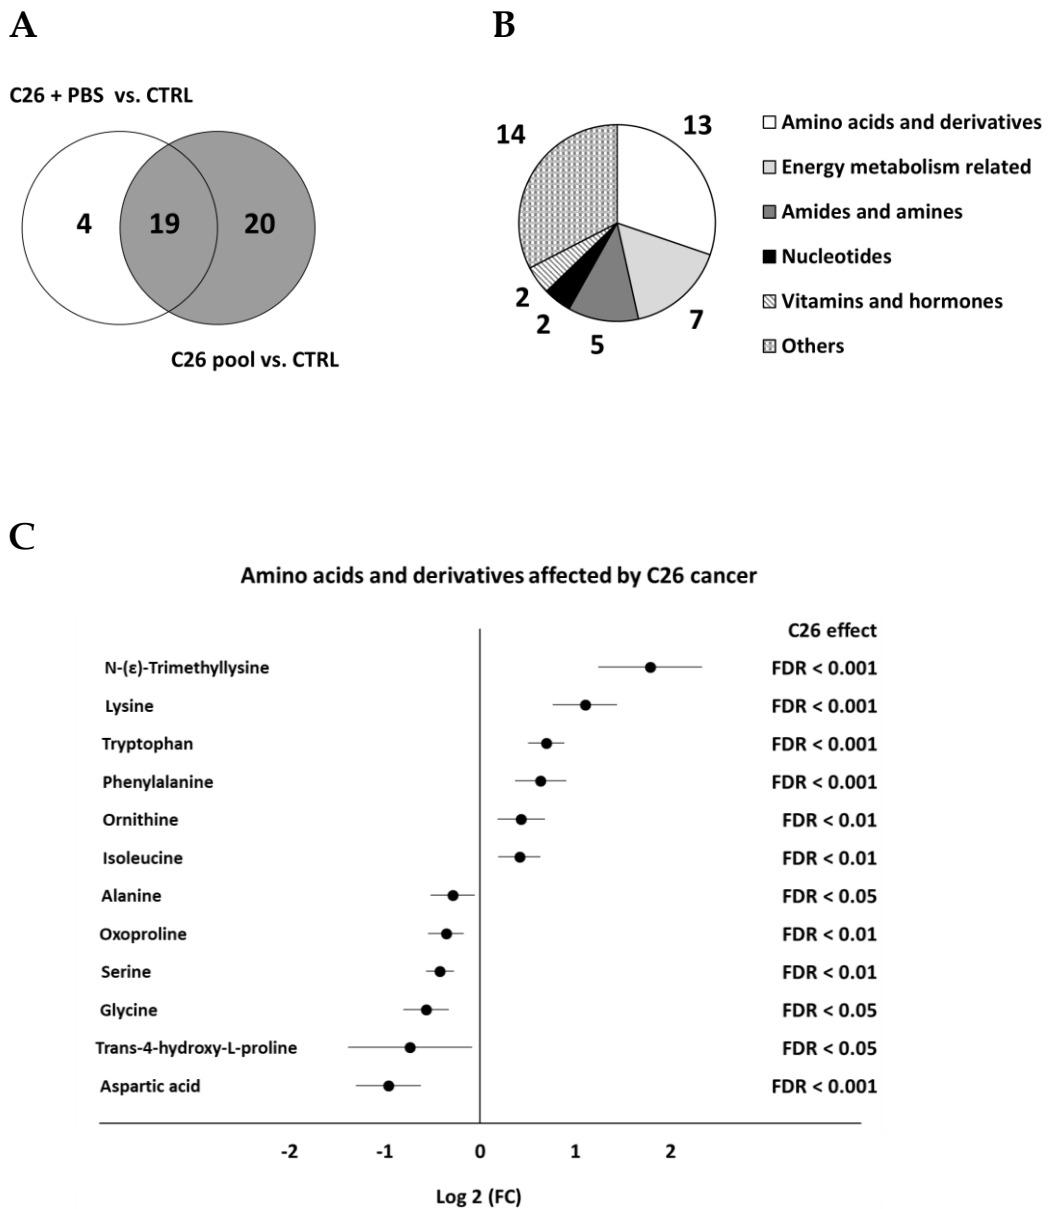 A
B
C26 + PBS vs. CTRL
4
19
20
C26 pool vs. CTRL
14
13
2
2
5
7
Amino acids and derivatives
Energy metabolism related
Amides and amines
Nucleotides
Vitamins and hormones
Others
C
Amino acids and derivatives affected by C26 cancer
C26 effect
N-(ε)-Trimethyllysine FDR < 0.001
Lysine FDR < 0.001
Tryptophan FDR < 0.001
Phenylalanine FDR < 0.001
Ornithine FDR < 0.01
Isoleucine FDR < 0.01
Alanine FDR < 0.05
Oxoproline FDR < 0.01
Serine FDR < 0.01
Glycine FDR < 0.05
Trans-4-hydroxy-L-proline FDR < 0.05
Aspartic acid FDR < 0.001
-2 -1 0 1 2
Log 2 (FC)